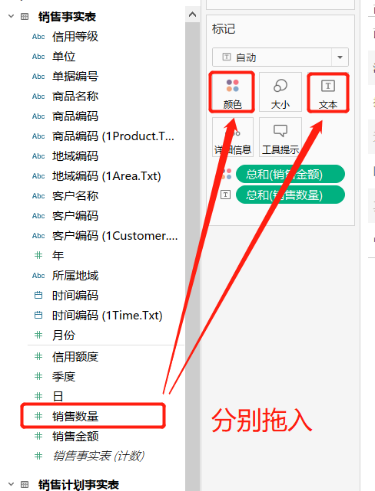 销售事实表
Abc 信用等级
Abc 单位
Abc 单据编号
Abc 商品名称
Abc 商品编码
Abc 商品编码 (1Product.T...
Abc 地域编码
Abc 地域编码 (1Area.Txt)
Abc 客户名称
Abc 客户编码
Abc 客户编码 (1Customer....
# 年
Abc 所属地域
时间编码
时间编码 (1Time.Txt)
# 月份
# 信用额度
# 季度
# 日
# 销售数量
# 销售金额
# 销售事实表 (计数)
销售计划事实表
标记
T 自动
颜色
大小
T 文本
详细信息
工具提示
总和(销售金额)
T 总和(销售数量)
分别拖入